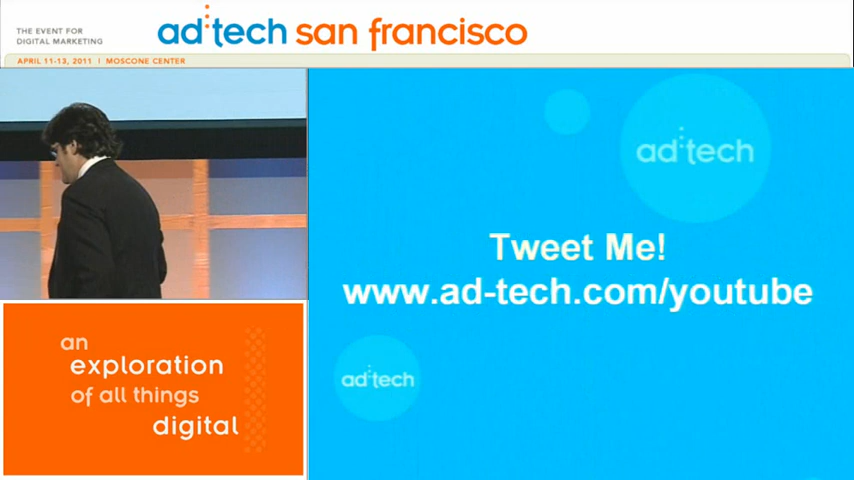 THE EVENT FOR
DIGITAL MARKETING
ad:tech san francisco
APRIL 11-13, 2011 | MOSCONE CENTER
ad:tech
Tweet Me!
www.ad-tech.com/youtube
ad:tech
an
exploration
of all things
digital